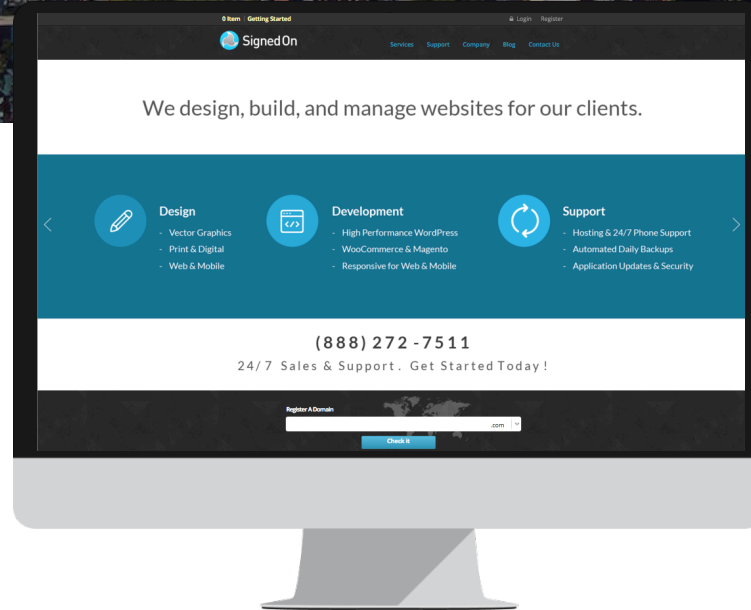 0 Item | Getting Started
Login Register
Signed On
Services Support Company Blog Contact Us
We design, build, and manage websites for our clients.
Design
- Vector Graphics
- Print & Digital
- Web & Mobile
Development
- High Performance WordPress
- WooCommerce & Magento
- Responsive for Web & Mobile
Support
- Hosting & 24/7 Phone Support
- Automated Daily Backups
- Application Updates & Security
(888) 272-7511
24/7 Sales & Support. Get Started Today!
Register A Domain
.com
Check it